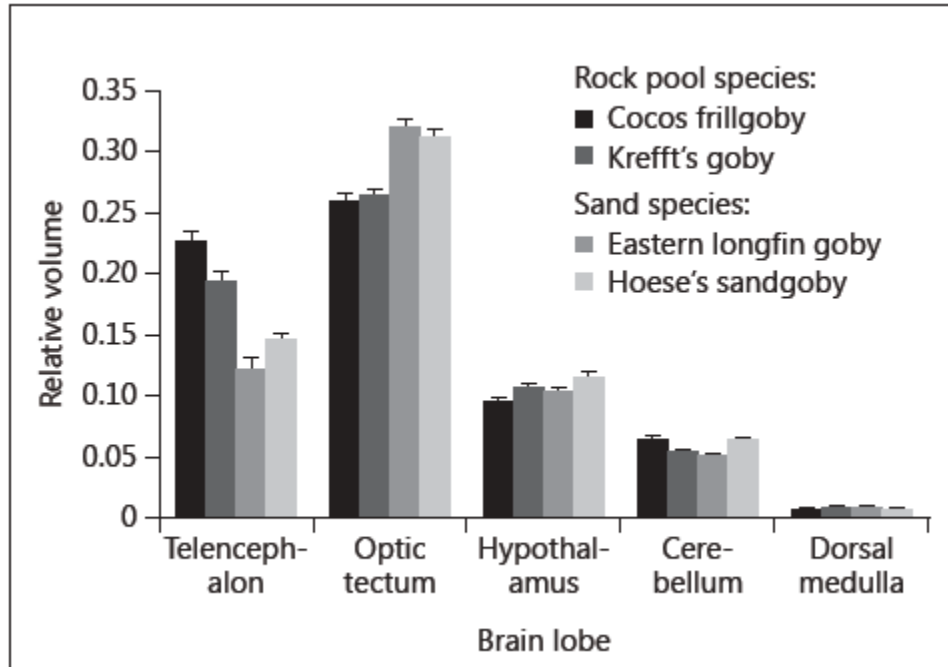 Relative volume
0.35
0.30
0.25
0.20
0.15
0.10
0.05
0
Rock pool species:
Cocos frillgoby
Krefft's goby
Sand species:
Eastern longfin goby
Hoese's sandgoby
Telenceph-
alon
Optic
tectum
Hypothal-
amus
Cere-
bellum
Dorsal
medulla
Brain lobe